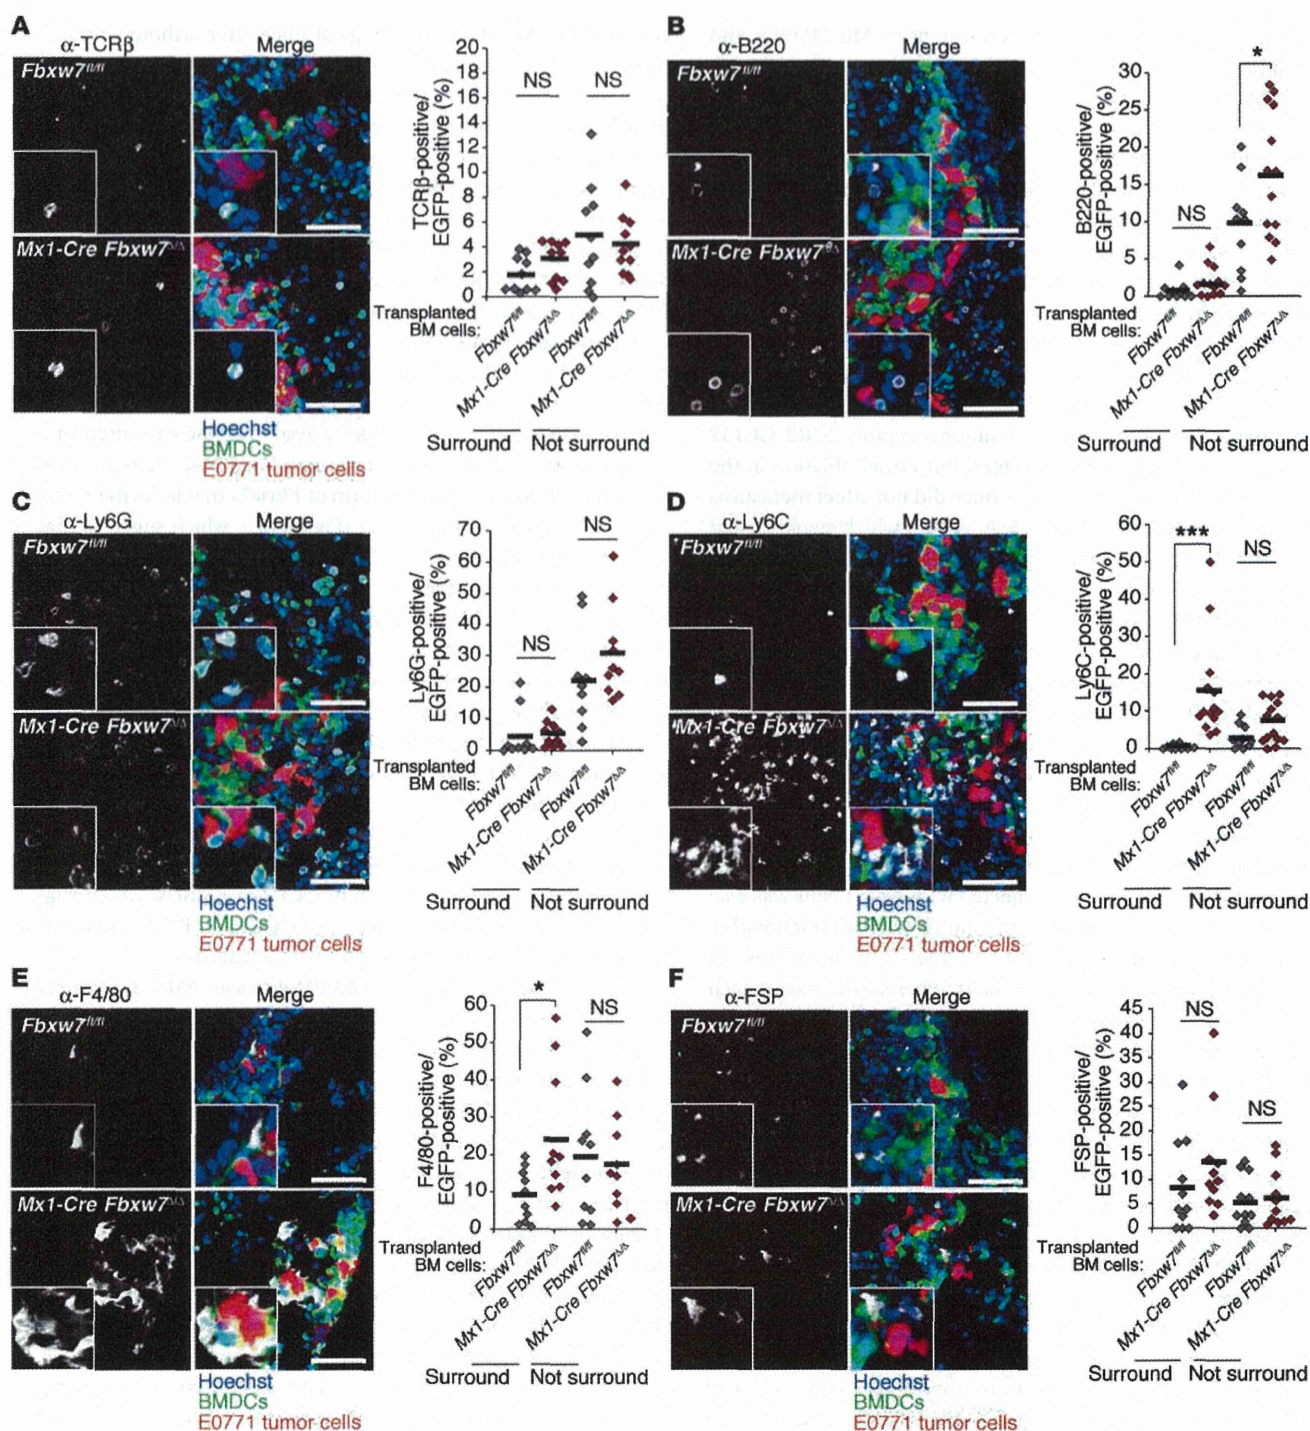 A
α-TCRβ
Merge
Fbxw7fl/fl
Mx1-Cre Fbxw7Δ/Δ
Hoechst
BMDCs
E0771 tumor cells
TCRβ-positive/
EGFP-positive (%)
20
18
16
14
12
10
8
6
4
2
0
NS
NS
Transplanted
BM cells:
Fbxw7fl/fl
Mx1-Cre Fbxw7Δ/Δ
Fbxw7fl/fl
Mx1-Cre Fbxw7Δ/Δ
Surround
Not surround
B
α-B220
Merge
Fbxw7fl/fl
Mx1-Cre Fbxw7
B220-positive/
EGFP-positive (%)
30
25
20
15
10
5
0
NS
*
Transplanted
BM cells:
Fbxw7fl/fl
Mx1-Cre Fbxw7Δ/Δ
Fbxw7fl/fl
Mx1-Cre Fbxw7Δ/Δ
Surround
Not surround
C
α-Ly6G
Merge
Fbxw7fl/fl
Mx1-Cre Fbxw7Δ/Δ
Hoechst
BMDCs
E0771 tumor cells
Ly6G-positive/
EGFP-positive (%)
70
60
50
40
30
20
10
0
NS
NS
Transplanted
BM cells:
Fbxw7fl/fl
Mx1-Cre Fbxw7Δ/Δ
Fbxw7fl/fl
Mx1-Cre Fbxw7Δ/Δ
Surround
Not surround
D
α-Ly6C
Merge
Fbxw7fl/fl
Mx1-Cre Fbxw7Δ/Δ
Hoechst
BMDCs
E0771 tumor cells
Ly6C-positive/
EGFP-positive (%)
60
50
40
30
20
10
0
***
NS
Transplanted
BM cells:
Fbxw7fl/fl
Mx1-Cre Fbxw7Δ/Δ
Fbxw7fl/fl
Mx1-Cre Fbxw7Δ/Δ
Surround
Not surround
E
α-F4/80
Merge
Fbxw7fl/fl
Mx1-Cre Fbxw7Δ/Δ
Hoechst
BMDCs
E0771 tumor cells
F4/80-positive/
EGFP-positive (%)
60
50
40
30
20
10
0
*
NS
Transplanted
BM cells:
Fbxw7fl/fl
Mx1-Cre Fbxw7Δ/Δ
Fbxw7fl/fl
Mx1-Cre Fbxw7Δ/Δ
Surround
Not surround
F
α-FSP
Merge
Fbxw7fl/fl
Mx1-Cre Fbxw7Δ/Δ
Hoechst
BMDCs
E0771 tumor cells
FSP-positive/
EGFP-positive (%)
45
40
35
30
25
20
15
10
5
0
NS
NS
Transplanted
BM cells:
Fbxw7fl/fl
Mx1-Cre Fbxw7Δ/Δ
Fbxw7fl/fl
Mx1-Cre Fbxw7Δ/Δ
Surround
Not surround